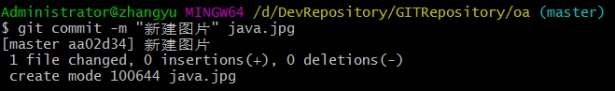 Administrator@zhangyu MINGW64 /d/DevRepository/GITRepository/oa (master)
$ git commit -m "新建图片" java.jpg
[master aa02d34] 新建图片
 1 file changed, 0 insertions(+), 0 deletions(-)
 create mode 100644 java.jpg